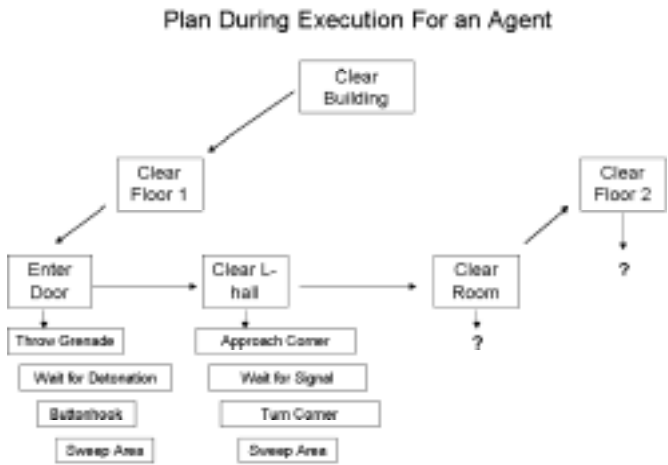 Plan During Execution For an Agent
Clear
Building
Clear
Floor 1
Clear
Floor 2
Enter
Door
Clear L-
hall
Clear
Room
?
?
Throw Grenade
Approach Corner
Wait for Detonation
Wait for Signal
Buttonhook
Turn Corner
Sweep Area
Sweep Area